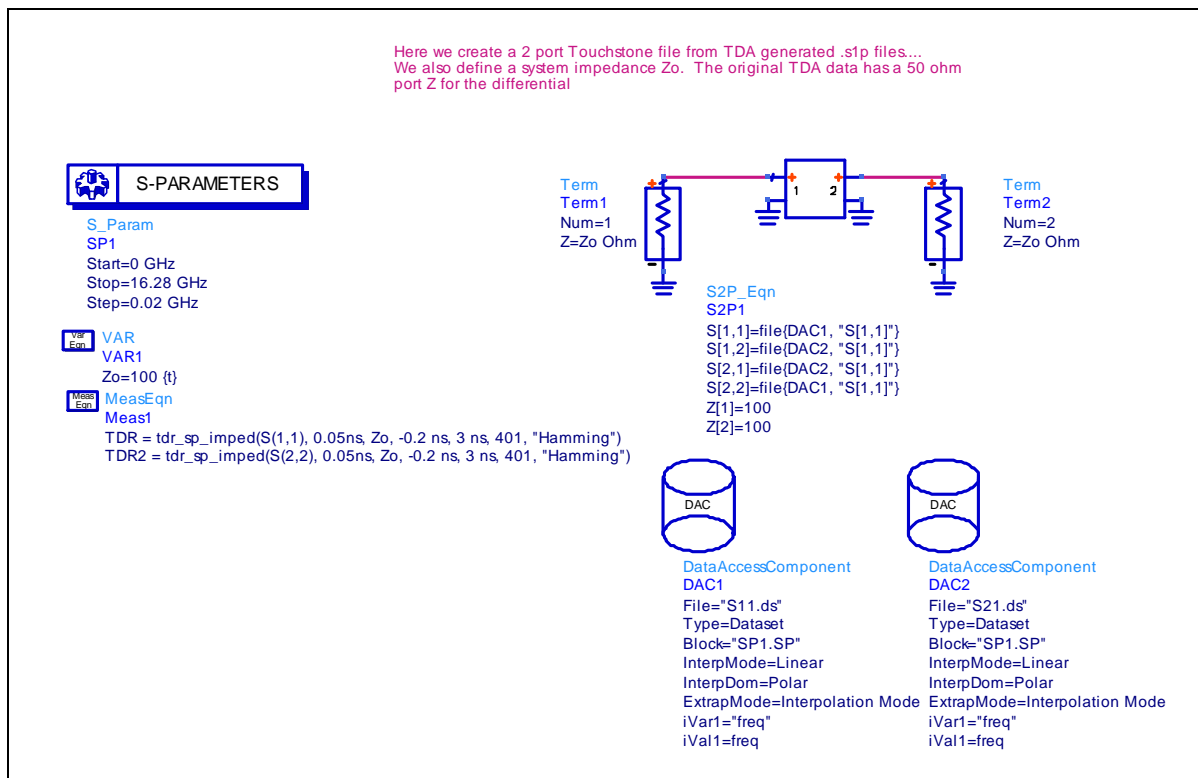 Here we create a 2 port Touchstone file from TDA generated .s1p files....
We also define a system impedance Zo. The original TDA data has a 50 ohm
port Z for the differential
S-PARAMETERS
S_Param
SP1
Start=0 GHz
Stop=16.28 GHz
Step=0.02 GHz
Var
Eqn
VAR
VAR1
Zo=100 {t}
Meas
Eqn
MeasEqn
Meas1
TDR = tdr_sp_imped(S(1,1), 0.05ns, Zo, -0.2 ns, 3 ns, 401, "Hamming")
TDR2 = tdr_sp_imped(S(2,2), 0.05ns, Zo, -0.2 ns, 3 ns, 401, "Hamming")
Term
Term1
Num=1
Z=Zo Ohm
+
-
+ +
1 2
+
-
Term
Term2
Num=2
Z=Zo Ohm
S2P_Eqn
S2P1
S[1,1]=file{DAC1, "S[1,1]"}
S[1,2]=file{DAC2, "S[1,1]"}
S[2,1]=file{DAC2, "S[1,1]"}
S[2,2]=file{DAC1, "S[1,1]"}
Z[1]=100
Z[2]=100
DAC
DataAccessComponent
DAC1
File="S11.ds"
Type=Dataset
Block="SP1.SP"
InterpMode=Linear
InterpDom=Polar
ExtrapMode=Interpolation Mode
iVar1="freq"
iVal1=freq
DAC
DataAccessComponent
DAC2
File="S21.ds"
Type=Dataset
Block="SP1.SP"
InterpMode=Linear
InterpDom=Polar
ExtrapMode=Interpolation Mode
iVar1="freq"
iVal1=freq